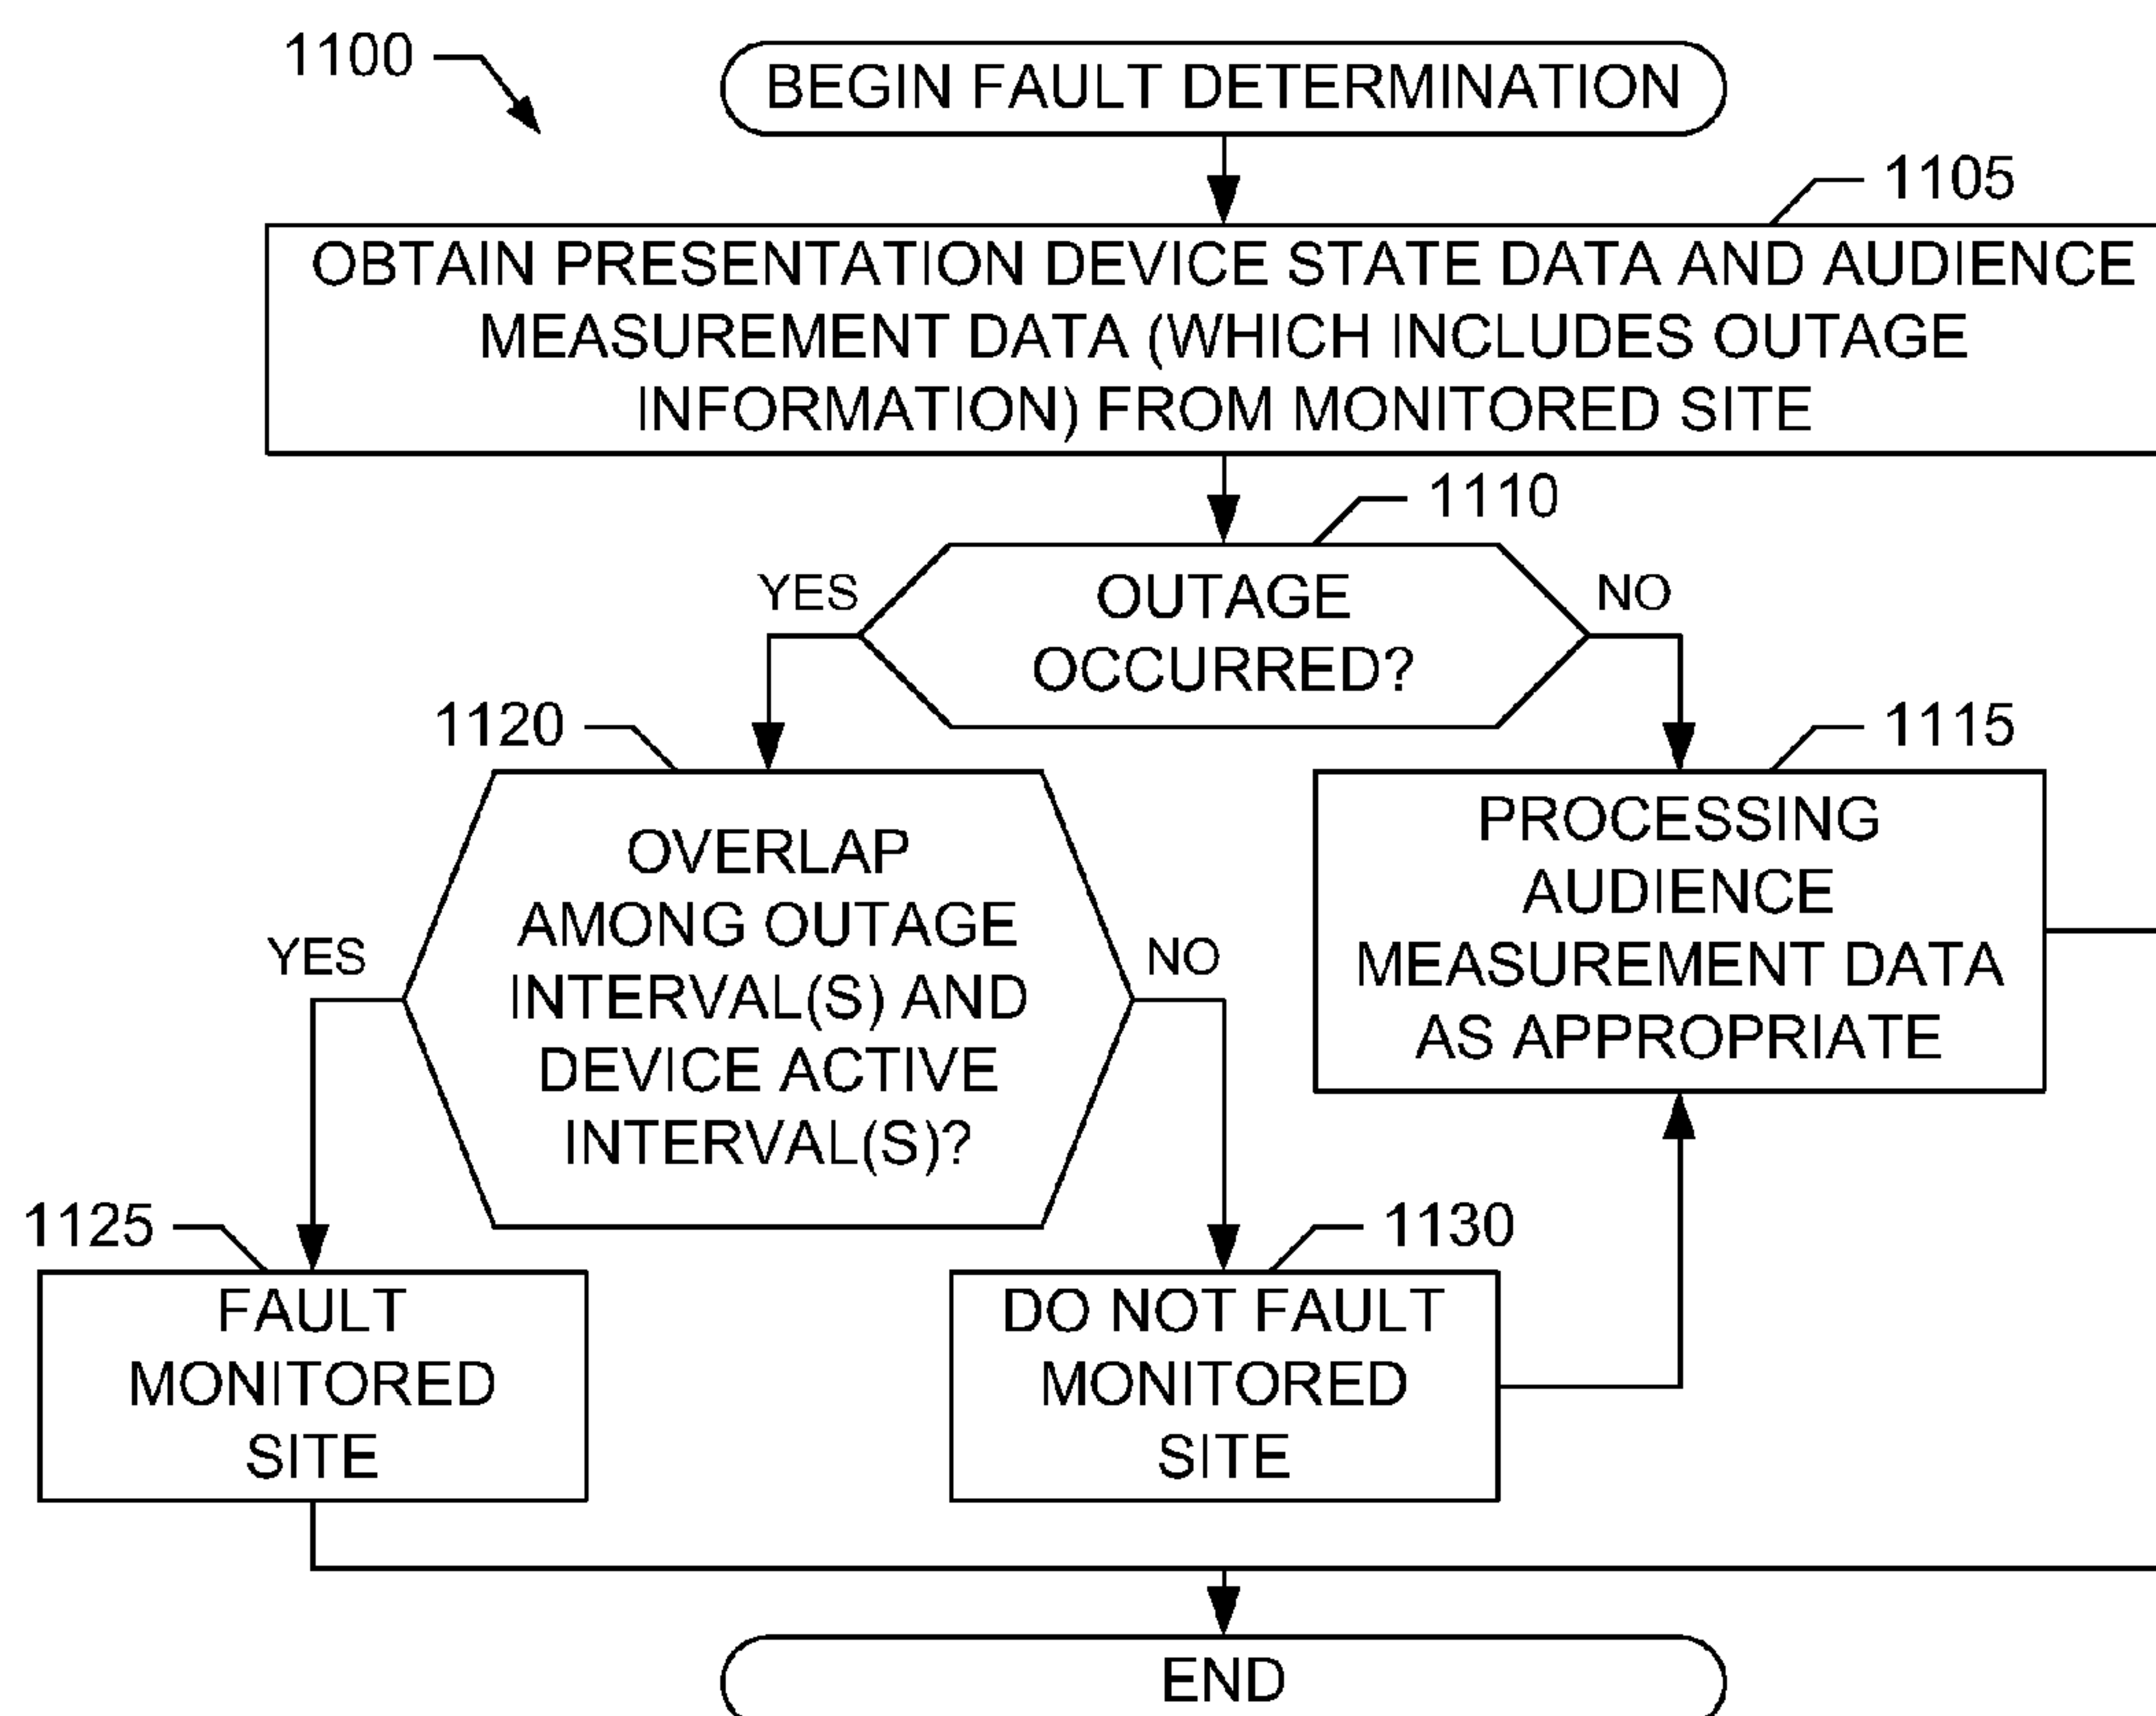 1100
BEGIN FAULT DETERMINATION
1105
OBTAIN PRESENTATION DEVICE STATE DATA AND AUDIENCE
MEASUREMENT DATA (WHICH INCLUDES OUTAGE
INFORMATION) FROM MONITORED SITE
1110
YES
OUTAGE
OCCURRED?
NO
1120
OVERLAP
AMONG OUTAGE
INTERVAL(S) AND
DEVICE ACTIVE
INTERVAL(S)?
YES
NO
1115
PROCESSING
AUDIENCE
MEASUREMENT DATA
AS APPROPRIATE
1125
FAULT
MONITORED
SITE
1130
DO NOT FAULT
MONITORED
SITE
END